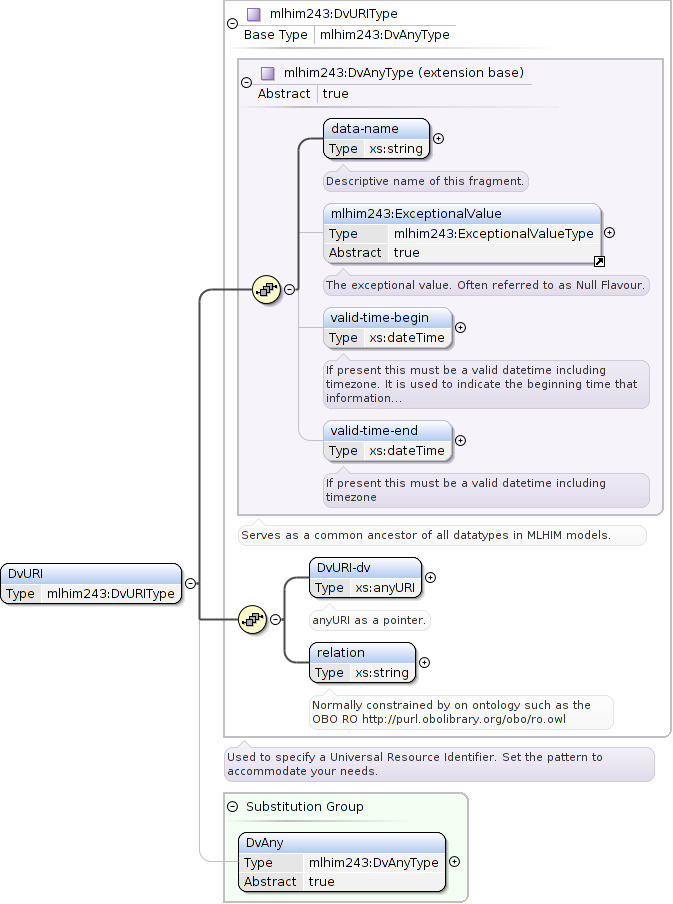 mlhim243:DvURIType
Base Type mlhim243:DvAnyType
mlhim243:DvAnyType (extension base)
Abstract true
data-name
Type xs:string
Descriptive name of this fragment.
mlhim243:ExceptionalValue
Type mlhim243:ExceptionalValueType
Abstract true
The exceptional value. Often referred to as Null Flavour.
valid-time-begin
Type xs:dateTime
If present this must be a valid datetime including
timezone. It is used to indicate the beginning time that
information...
valid-time-end
Type xs:dateTime
If present this must be a valid datetime including
timezone
Serves as a common ancestor of all datatypes in MLHIM models.
DvURI
Type mlhim243:DvURIType
DvURI-dv
Type xs:anyURI
anyURI as a pointer.
relation
Type xs:string
Normally constrained by on ontology such as the
OBO RO http://purl.obolibrary.org/obo/ro.owl
Used to specify a Universal Resource Identifier. Set the pattern to
accommodate your needs.
Substitution Group
DvAny
Type mlhim243:DvAnyType
Abstract true